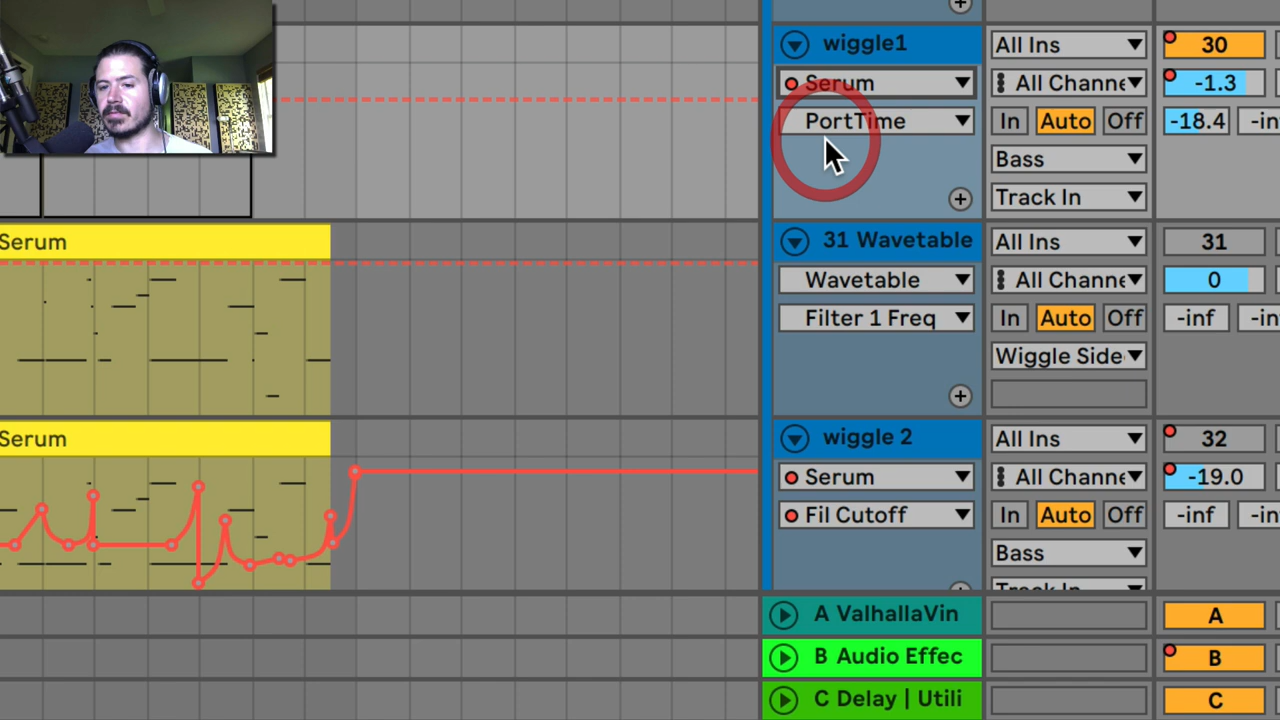 wiggle1
All Ins
30
Serum
All Channe
-1.3
PortTime
In
Auto
Off
-18.4
-in
Bass
Track In
Serum
31 Wavetable
All Ins
31
Wavetable
All Channe
0
Filter 1 Freq
In
Auto
Off
-inf
-in
Wiggle Side
Serum
wiggle 2
All Ins
32
Serum
All Channe
-19.0
Fil Cutoff
In
Auto
Off
-inf
-in
Bass
Track In
A ValhallaVin
A
B Audio Effec
B
C Delay | Utili
C